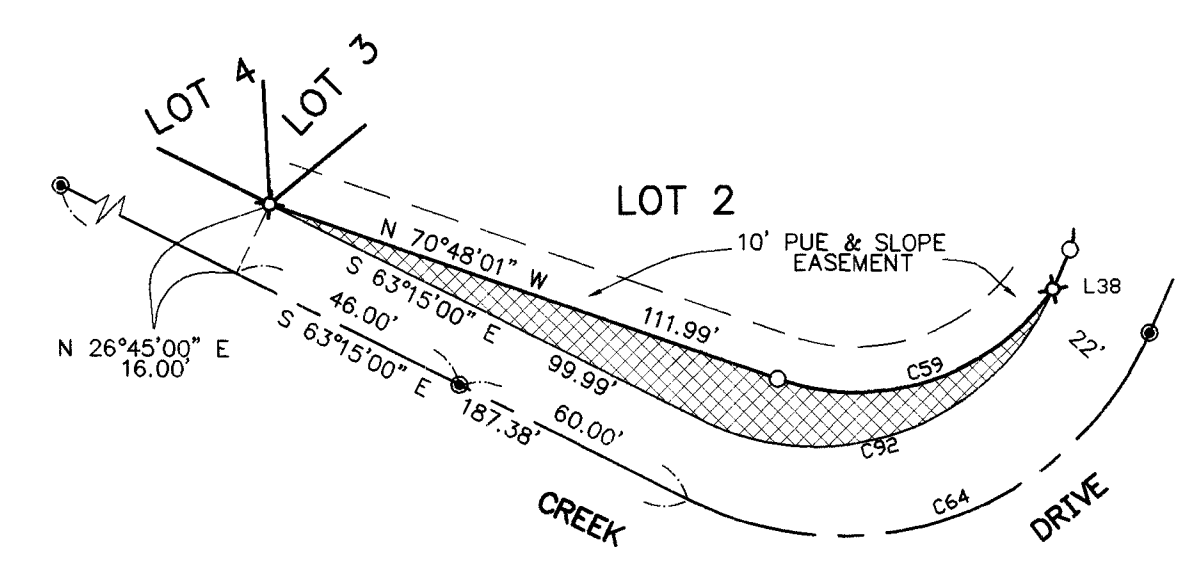 LOT 4
LOT 3
LOT 2
N 70°48'01" W
111.99'
10' PUE & SLOPE
EASEMENT
S 63°15'00" E
99.99'
L38
22'
46.00'
S 63°15'00" E
187.38'
60.00'
N 26°45'00" E
16.00'
C59
C92
C64
CREEK
DRIVE